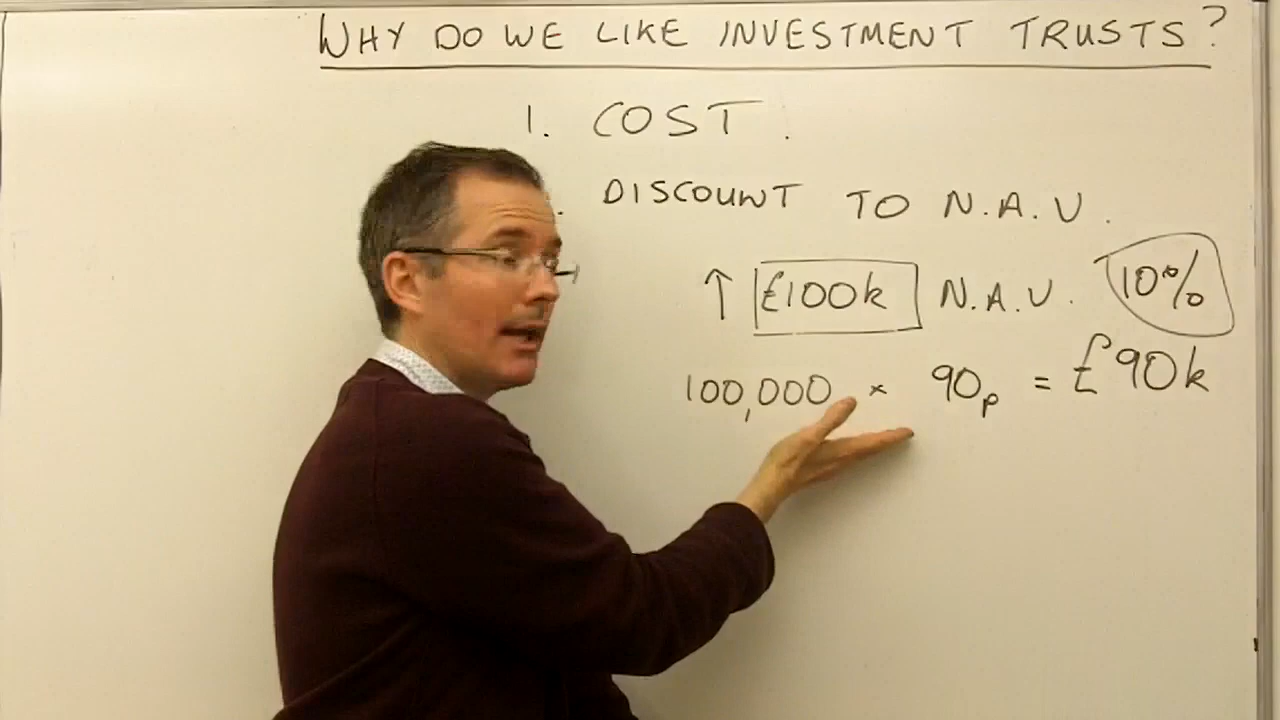 WHY DO WE LIKE INVESTMENT TRUSTS?
1. COST.
. DISCOUNT TO N.A.V.
↑ £100k N.A.V. 10%
100,000 × 90p = £90k